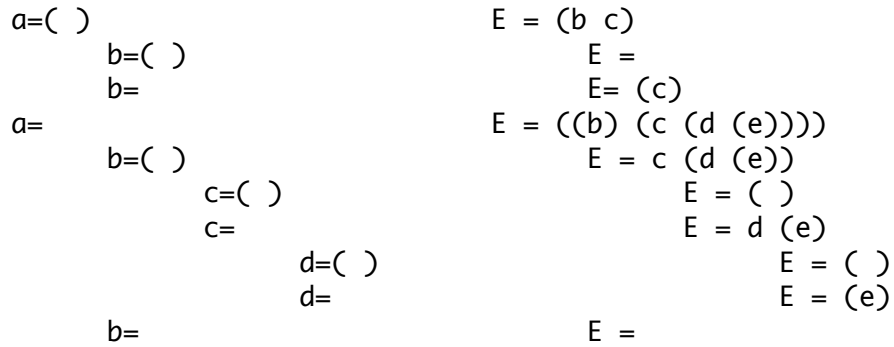 a=( ) E = (b c)
b=( ) E =
b= E= (c)
a= E = ((b) (c (d (e))))
b=( ) E = c (d (e))
c=( ) E = ( )
c= E = d (e)
d=( ) E = ( )
d= E = (e)
b= E =